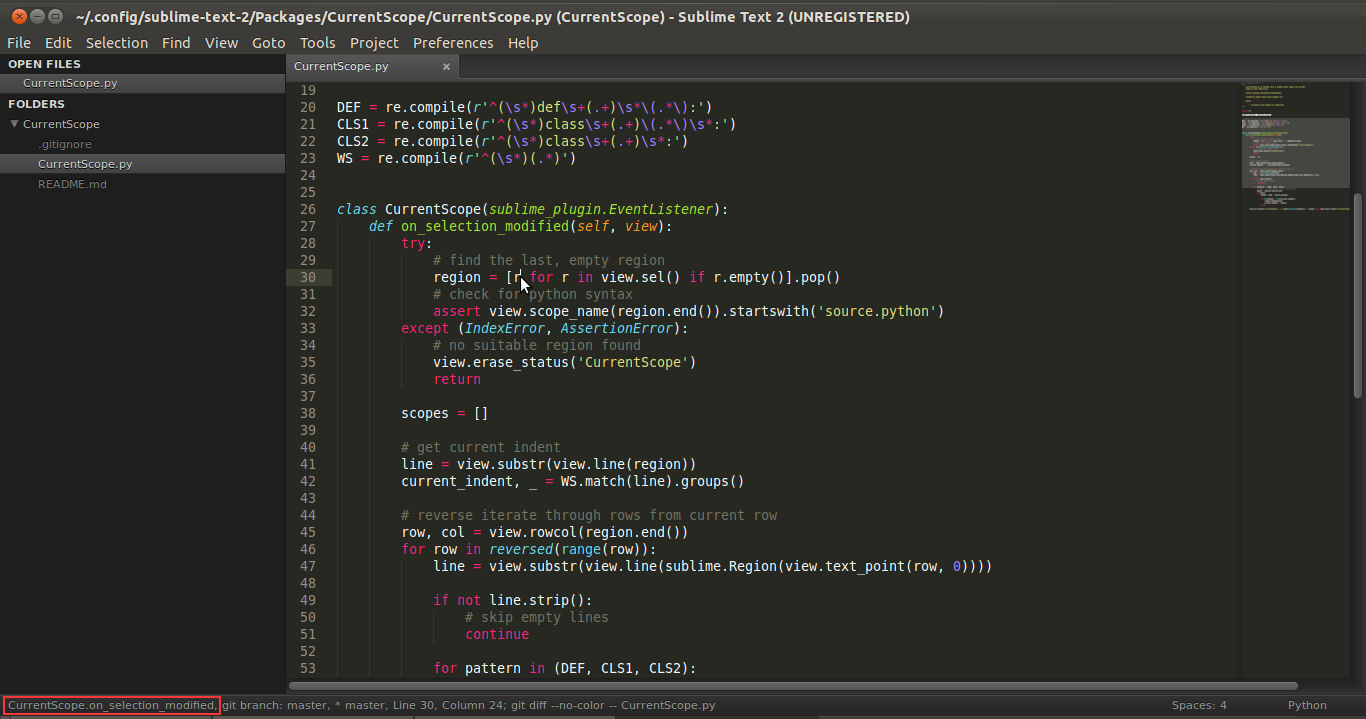 ~/.config/sublime-text-2/Packages/CurrentScope/CurrentScope.py (CurrentScope) - Sublime Text 2 (UNREGISTERED)
File Edit Selection Find View Goto Tools Project Preferences Help
OPEN FILES
CurrentScope.py
FOLDERS
CurrentScope
.gitignore
CurrentScope.py
README.md
CurrentScope.py ×
19
20 DEF = re.compile(r'^(\s*)def\s+(.+)\s*\(.*\):')
21 CLS1 = re.compile(r'^(\s*)class\s+(.+)\(.*\)\s*:')
22 CLS2 = re.compile(r'^(\s*)class\s+(.+)\s*:')
23 WS = re.compile(r'^(\s*)(.*)')
24
25
26 class CurrentScope(sublime_plugin.EventListener):
27     def on_selection_modified(self, view):
28         try:
29             # find the last, empty region
30             region = [r for r in view.sel() if r.empty()].pop()
31             # check for python syntax
32             assert view.scope_name(region.end()).startswith('source.python')
33         except (IndexError, AssertionError):
34             # no suitable region found
35             view.erase_status('CurrentScope')
36             return
37
38         scopes = []
39
40         # get current indent
41         line = view.substr(view.line(region))
42         current_indent, _ = WS.match(line).groups()
43
44         # reverse iterate through rows from current row
45         row, col = view.rowcol(region.end())
46         for row in reversed(range(row)):
47             line = view.substr(view.line(sublime.Region(view.text_point(row, 0))))
48
49             if not line.strip():
50                 # skip empty lines
51                 continue
52
53             for pattern in (DEF, CLS1, CLS2):
CurrentScope.on_selection_modified, git branch: master, * master, Line 30, Column 24; git diff --no-color -- CurrentScope.py Spaces: 4 Python